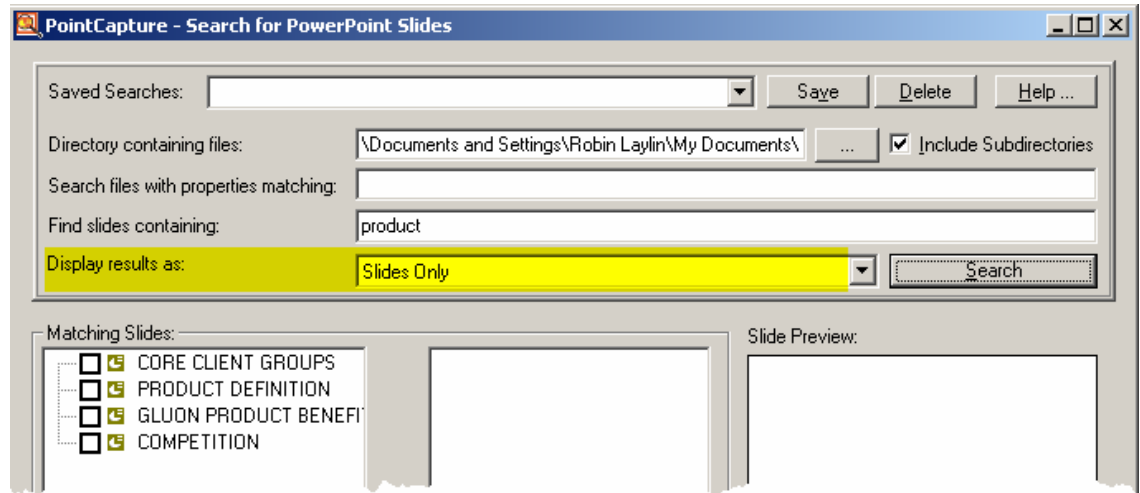 PointCapture - Search for PowerPoint Slides
Saved Searches: Save Delete Help ...
Directory containing files: \Documents and Settings\Robin Laylin\My Documents\ ... Include Subdirectories
Search files with properties matching:
Find slides containing: product
Display results as: Slides Only Search
Matching Slides: Slide Preview:
CORE CLIENT GROUPS
PRODUCT DEFINITION
GLUON PRODUCT BENEFI
COMPETITION